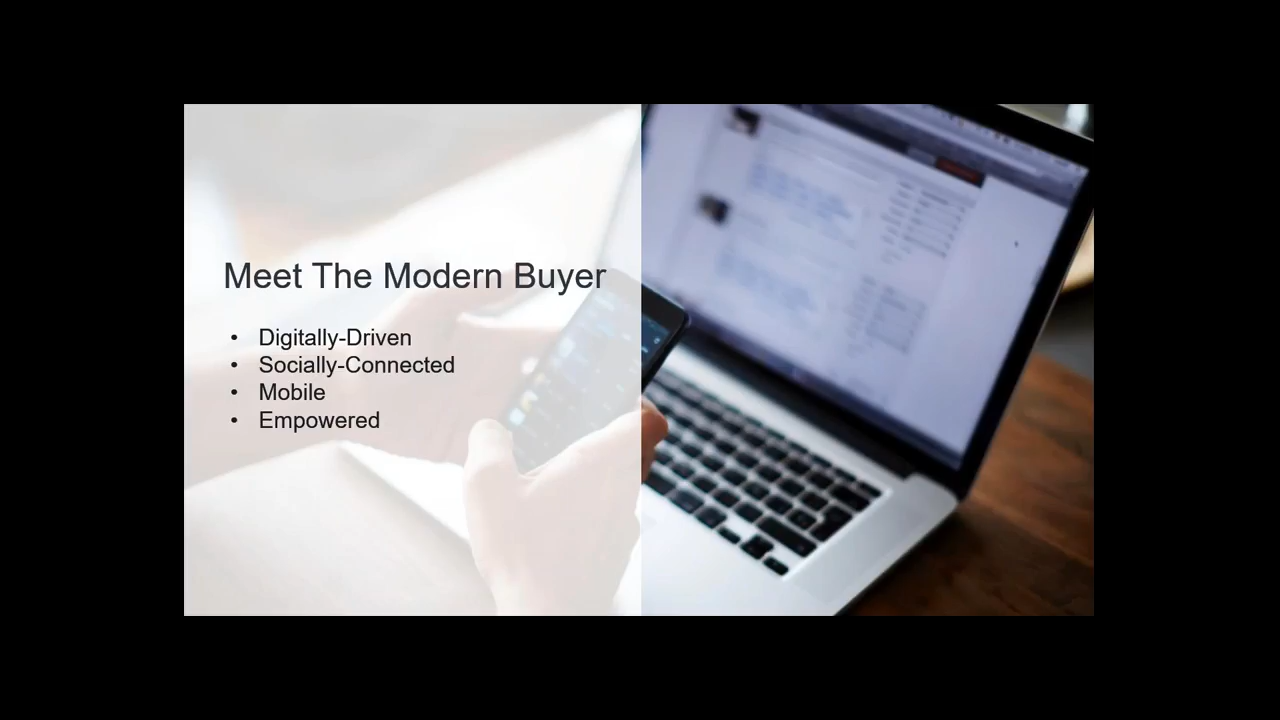 Meet The Modern Buyer
• Digitally-Driven
• Socially-Connected
• Mobile
• Empowered